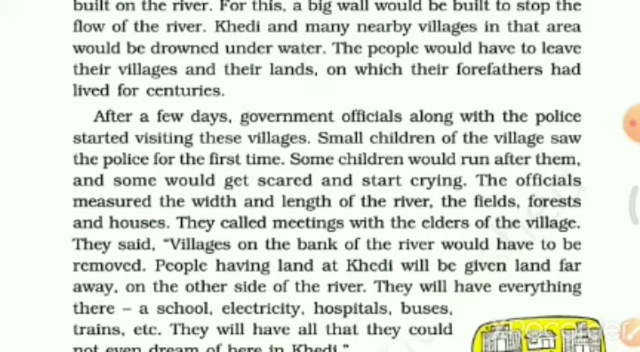 built on the river. For this, a big wall would be built to stop the
flow of the river. Khedi and many nearby villages in that area
would be drowned under water. The people would have to leave
their villages and their lands, on which their forefathers had
lived for centuries.
After a few days, government officials along with the police
started visiting these villages. Small children of the village saw
the police for the first time. Some children would run after them,
and some would get scared and start crying. The officials
measured the width and length of the river, the fields, forests
and houses. They called meetings with the elders of the village.
They said, "Villages on the bank of the river would have to be
removed. People having land at Khedi will be given land far
away, on the other side of the river. They will have everything
there – a school, electricity, hospitals, buses,
trains, etc. They will have all that they could
not even dream of here in Khedi."